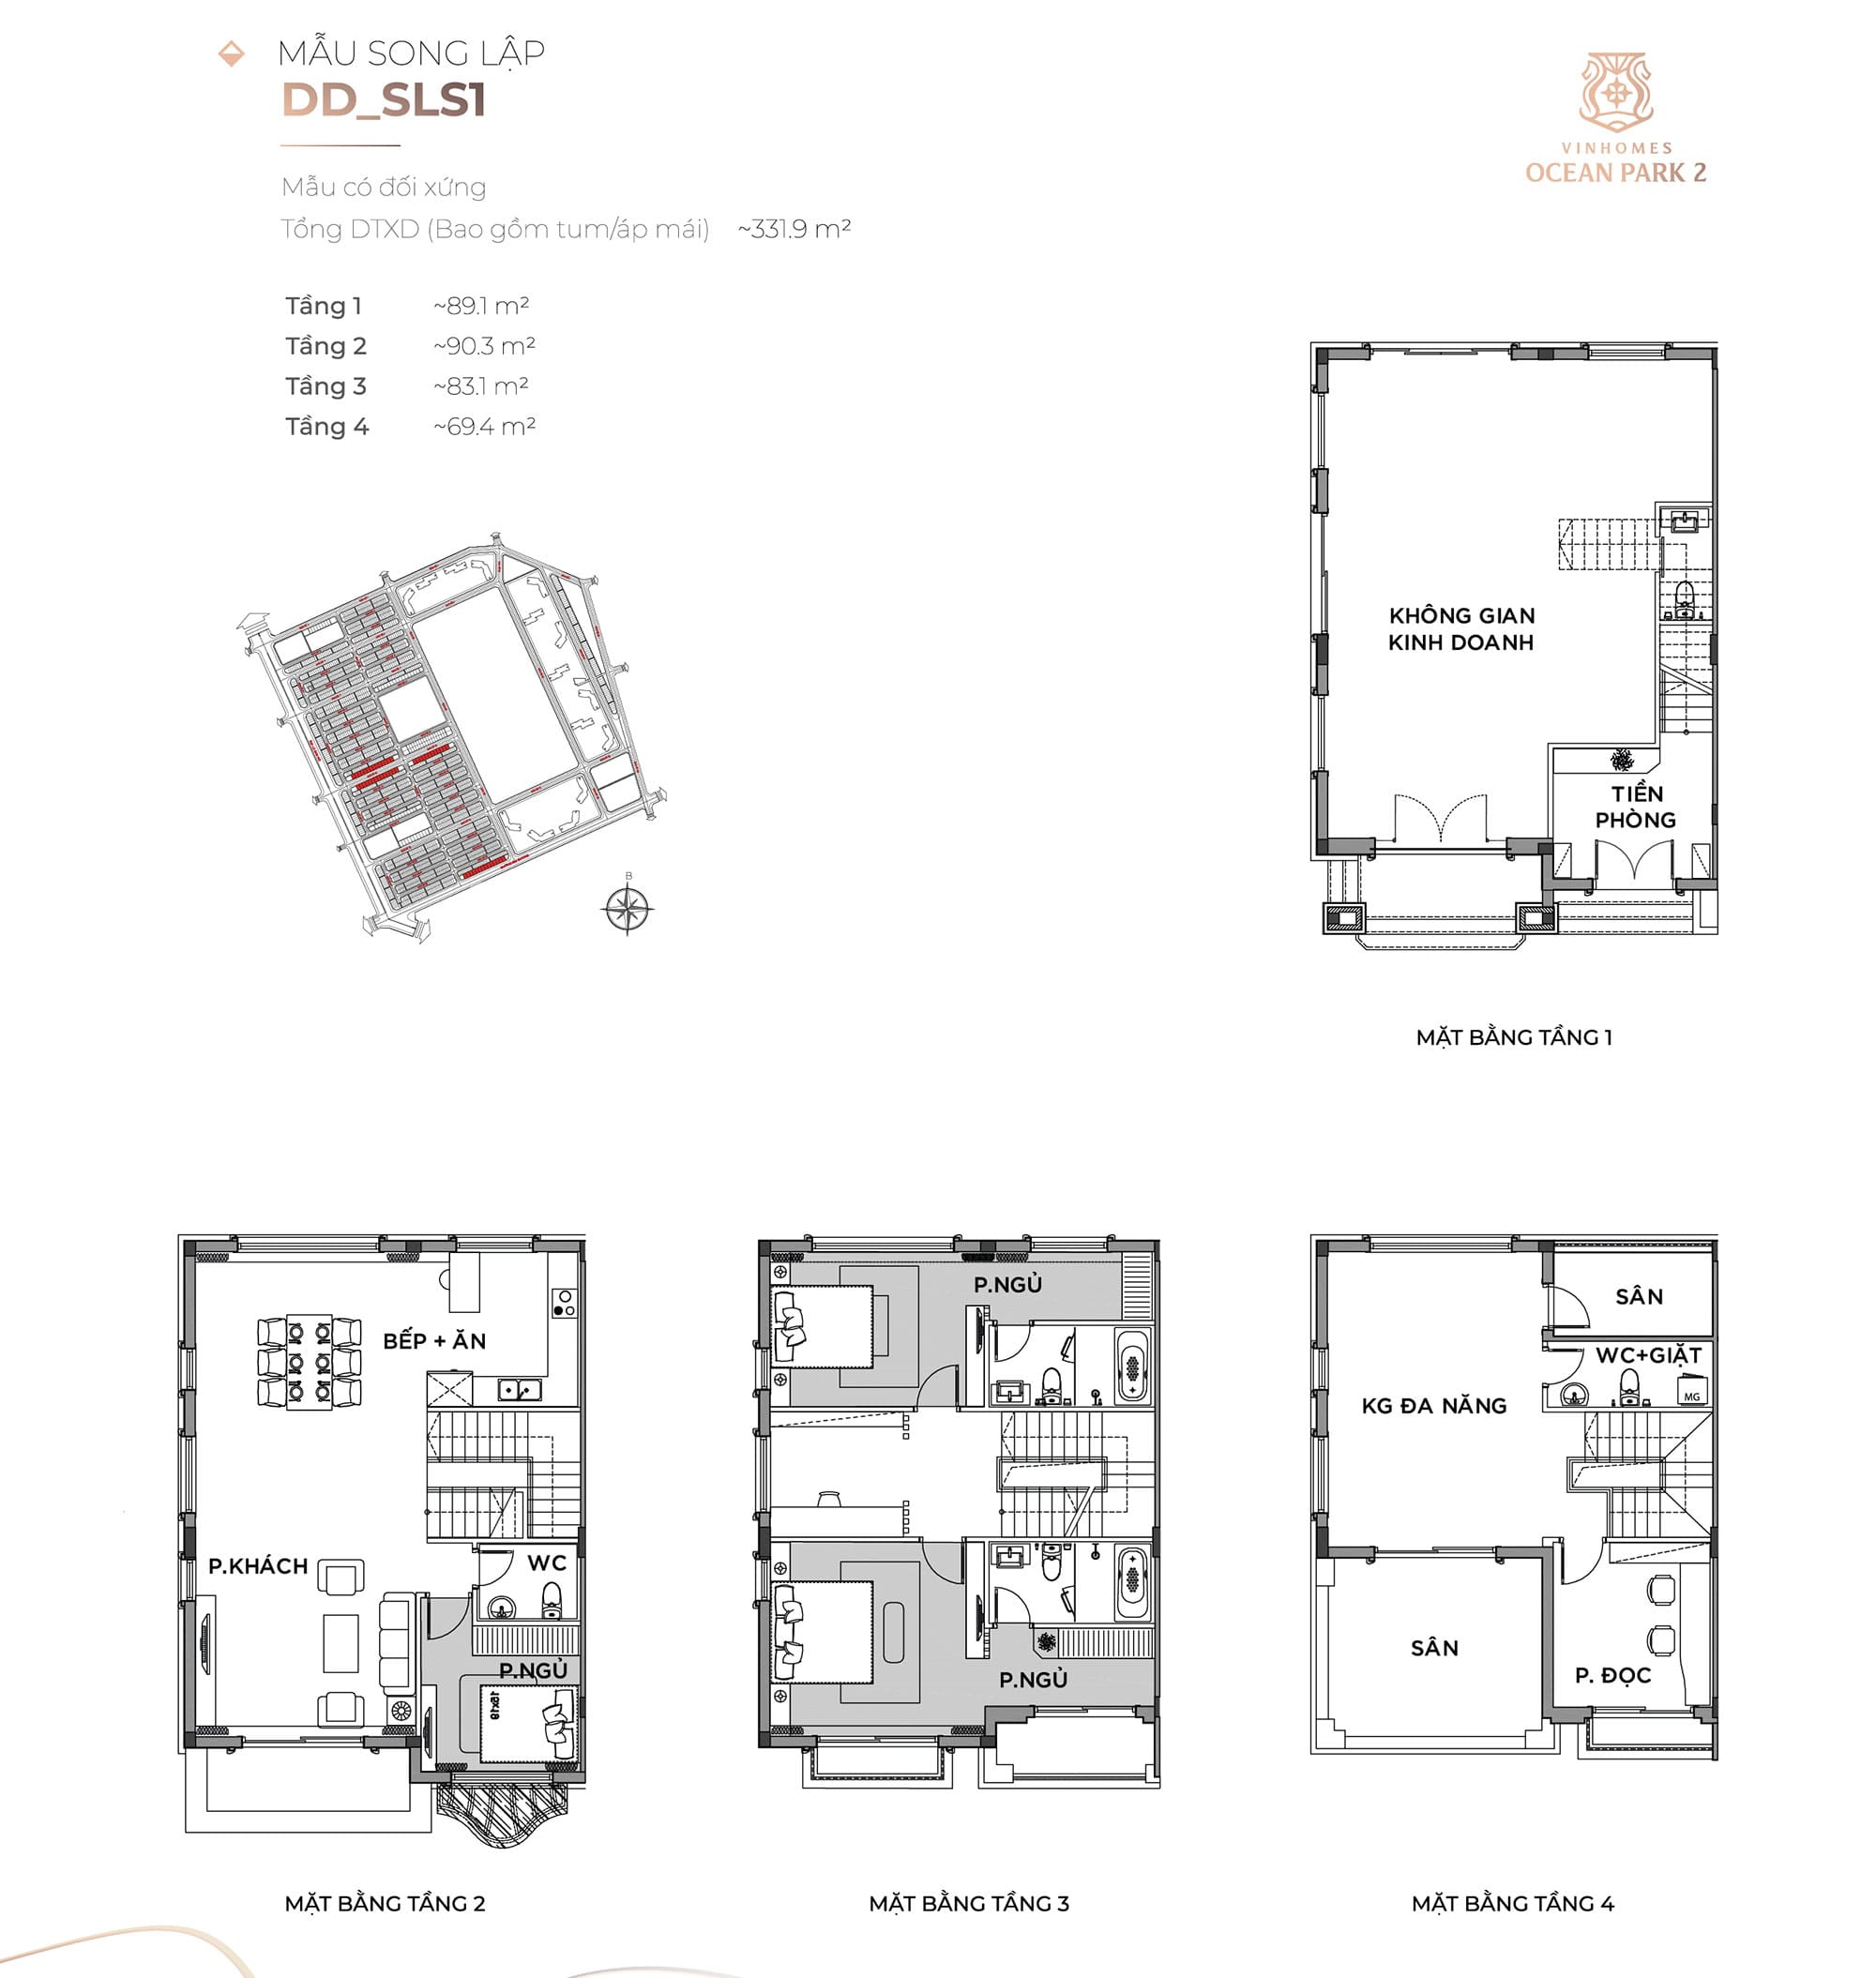 MẪU SONG LẬP
DD_SLS1
VINHOMES
OCEAN PARK 2
Mẫu có đối xứng
Tổng DTXD (Bao gồm tum/áp mái) ~331.9 m²
Tầng 1 ~89.1 m²
Tầng 2 ~90.3 m²
Tầng 3 ~83.1 m²
Tầng 4 ~69.4 m²
B
KHÔNG GIAN
KINH DOANH
TIỀN
PHÒNG
MẶT BẰNG TẦNG 1
BẾP + ĂN
P.KHÁCH
WC
P.NGỦ
18x18
MẶT BẰNG TẦNG 2
P.NGỦ
P.NGỦ
MẶT BẰNG TẦNG 3
SÂN
WC+GIẶT
MG
KG ĐA NĂNG
SÂN
P. ĐỌC
MẶT BẰNG TẦNG 4